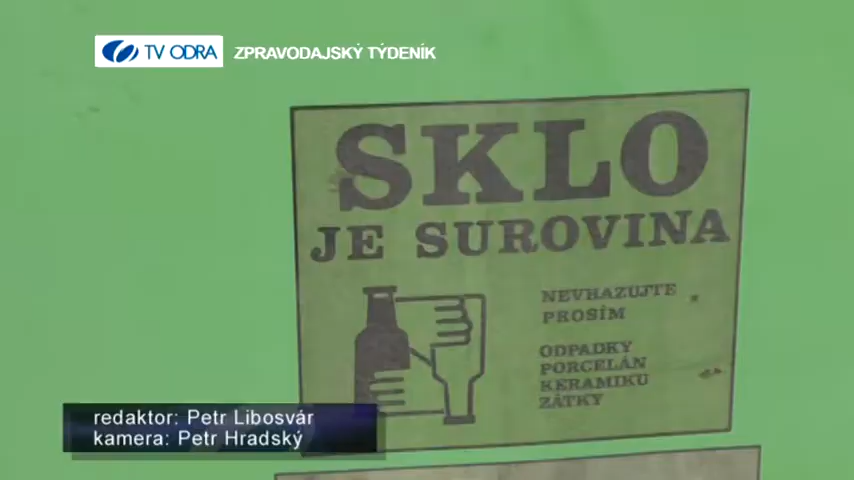 TV ODRA ZPRAVODAJSKÝ TÝDENÍK
SKLO
JE SUROVINA
NEVHAZUJTE
PROSÍM
ODPADKY
PORCELÁN
KERAMIKU
ZÁTKY
redaktor: Petr Libosvár
kamera: Petr Hradský